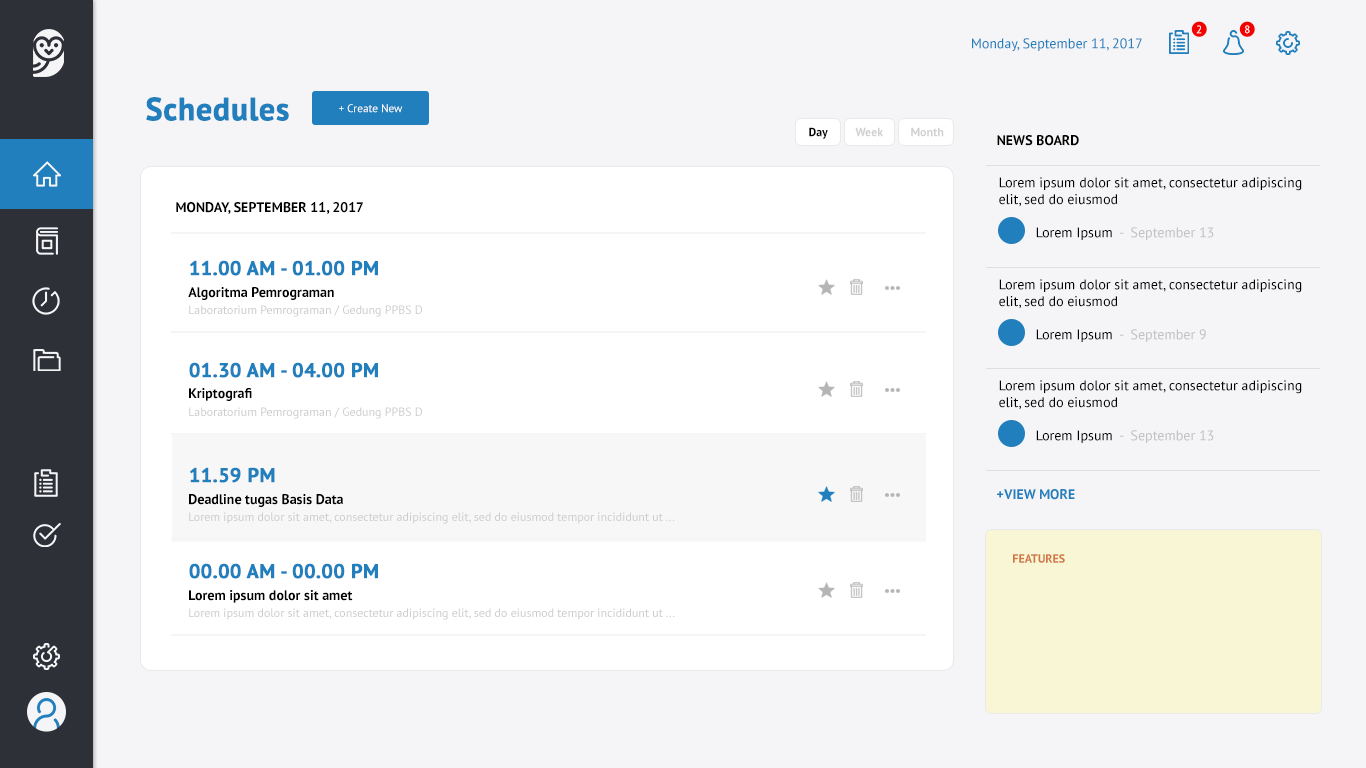 Monday, September 11, 2017
2
8
Schedules
+ Create New
Day
Week
Month
MONDAY, SEPTEMBER 11, 2017
11.00 AM - 01.00 PM
Algoritma Pemrograman
Laboratorium Pemrograman / Gedung PPBS D
01.30 AM - 04.00 PM
Kriptografi
Laboratorium Pemrograman / Gedung PPBS D
11.59 PM
Deadline tugas Basis Data
Lorem ipsum dolor sit amet, consectetur adipiscing elit, sed do eiusmod tempor incididunt ut ...
00.00 AM - 00.00 PM
Lorem ipsum dolor sit amet
Lorem ipsum dolor sit amet, consectetur adipiscing elit, sed do eiusmod tempor incididunt ut ...
NEWS BOARD
Lorem ipsum dolor sit amet, consectetur adipiscing
elit, sed do eiusmod
Lorem Ipsum - September 13
Lorem ipsum dolor sit amet, consectetur adipiscing
elit, sed do eiusmod
Lorem Ipsum - September 9
Lorem ipsum dolor sit amet, consectetur adipiscing
elit, sed do eiusmod
Lorem Ipsum - September 13
+VIEW MORE
FEATURES